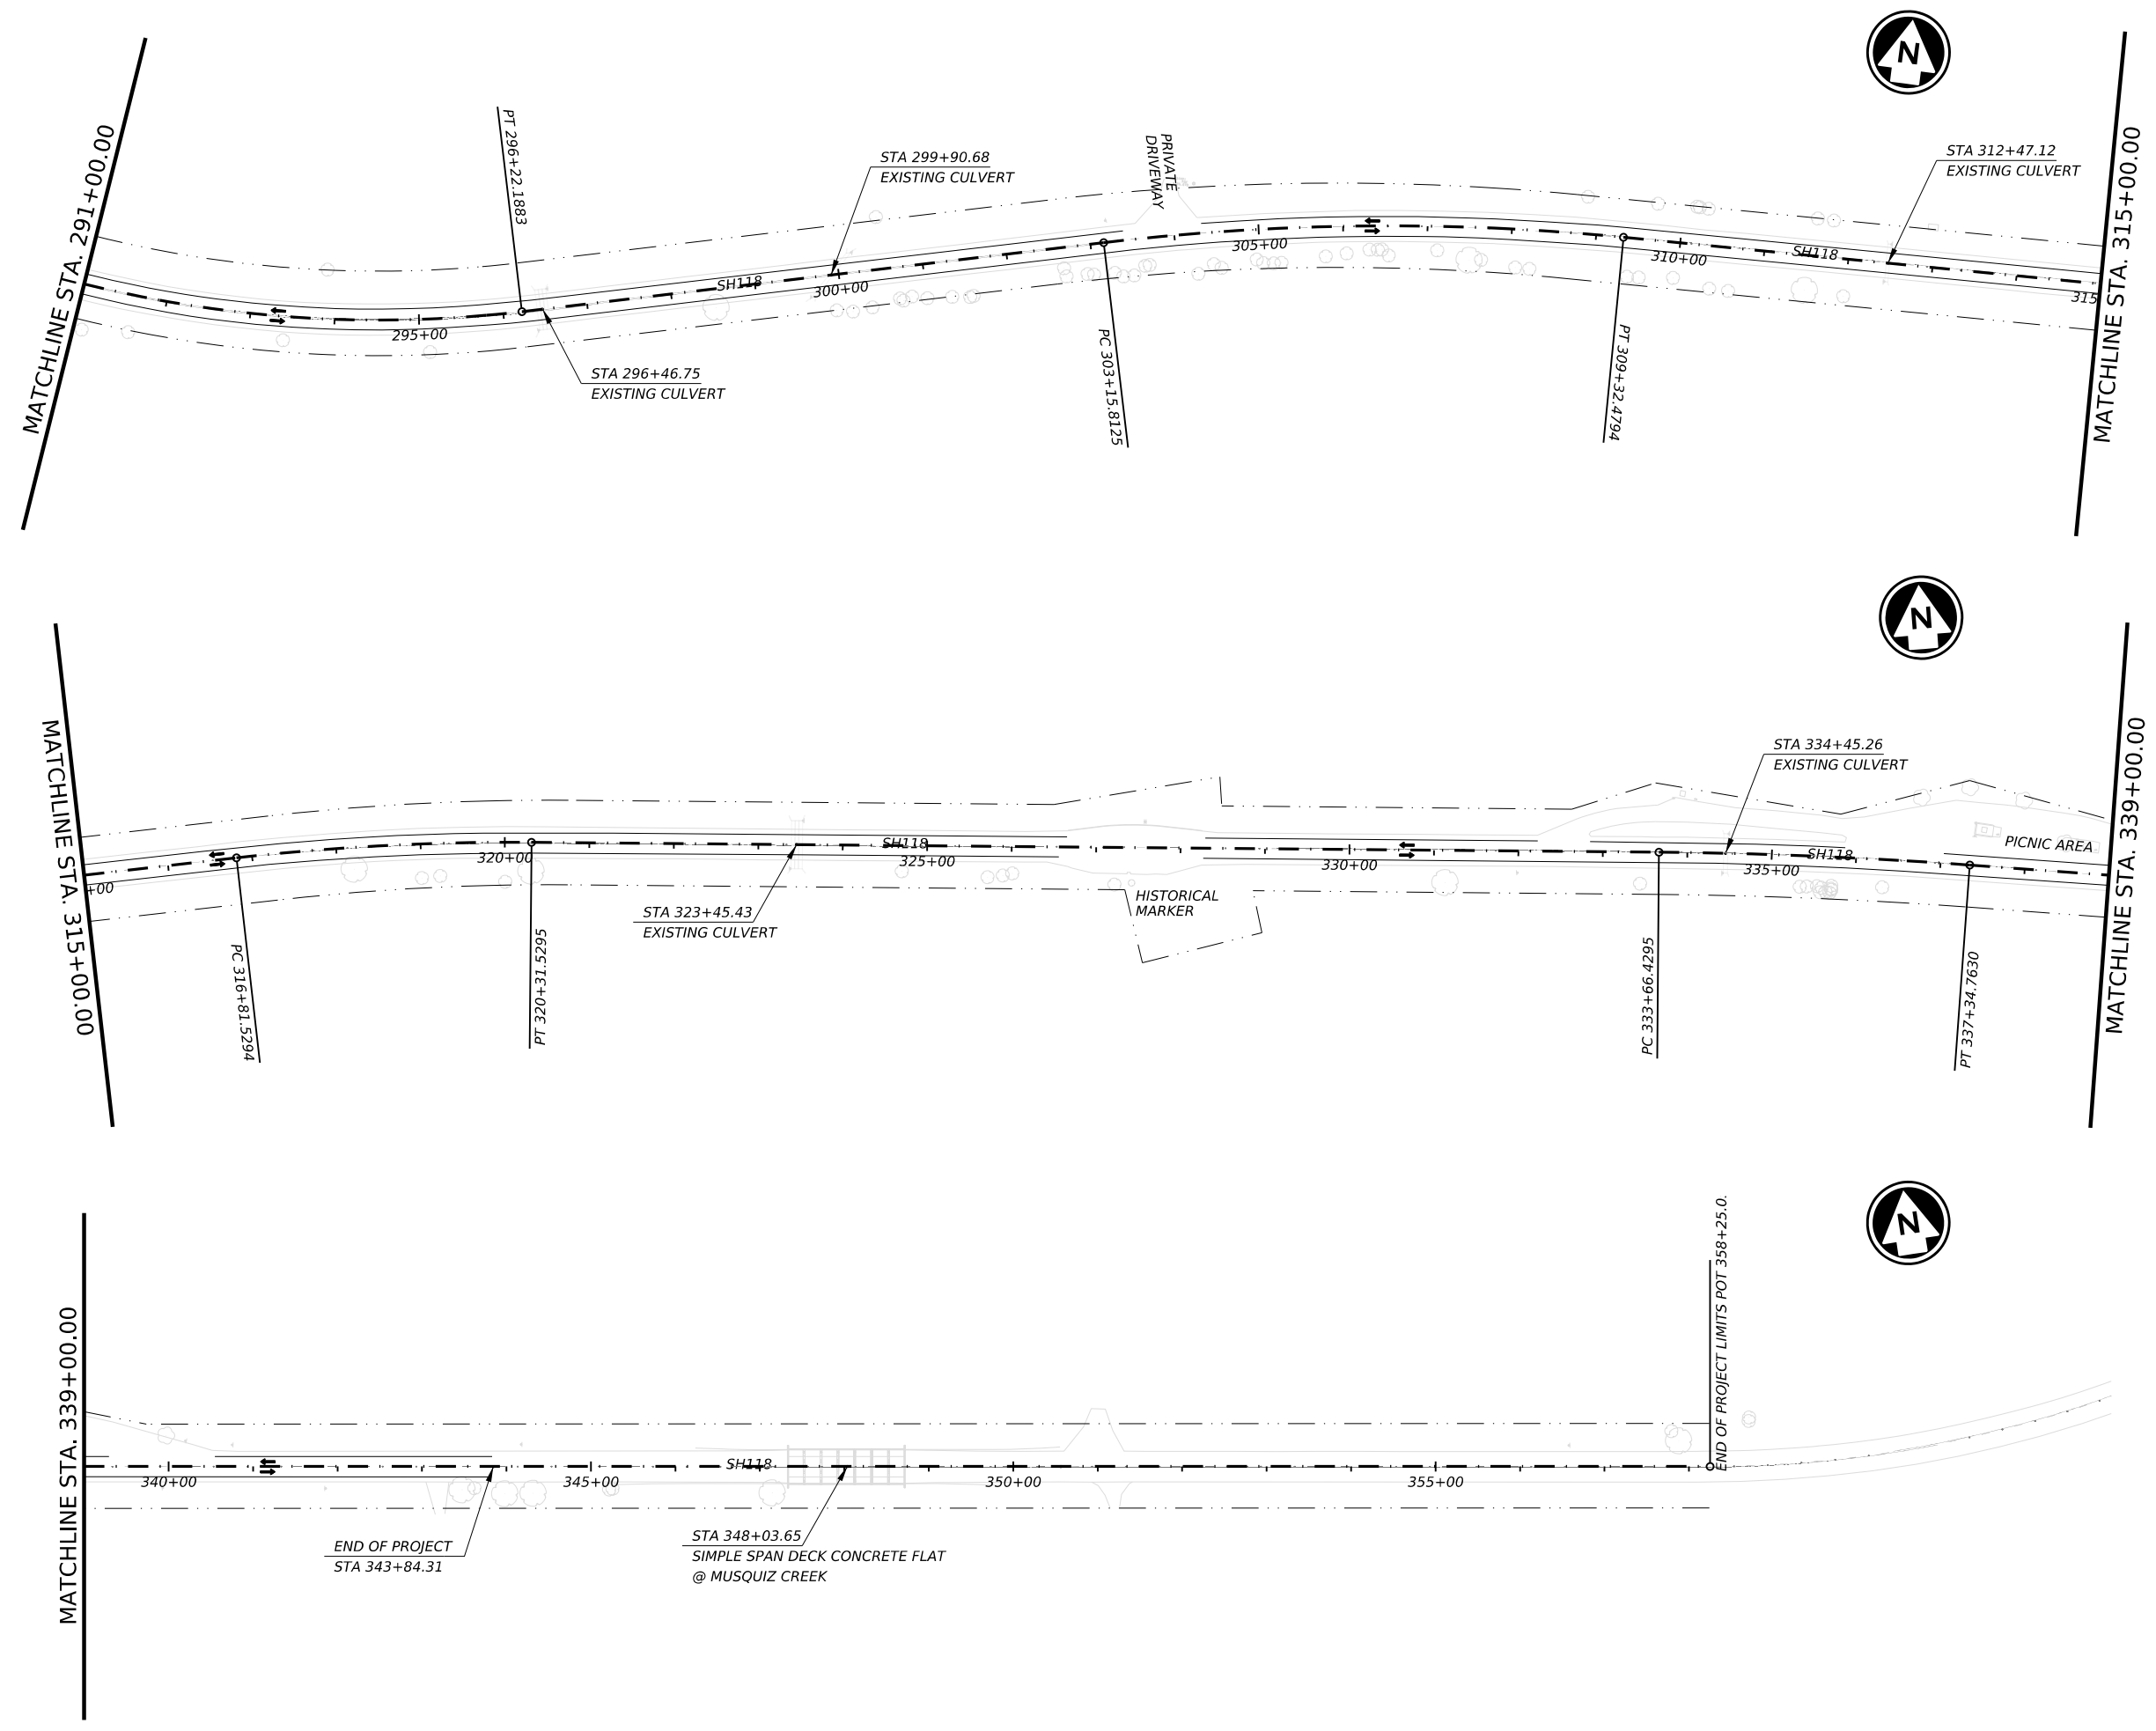 MATCHLINE STA. 291+00.00
PT 296+22.1883
STA 299+90.68
EXISTING CULVERT
PRIVATE
DRIVEWAY
N
STA 312+47.12
EXISTING CULVERT
MATCHLINE STA. 315+00.00
SH118
295+00
300+00
305+00
310+00
SH118
315
STA 296+46.75
EXISTING CULVERT
PC 303+15.8125
PT 309+32.4794
MATCHLINE STA. 315+00.00
N
STA 334+45.26
EXISTING CULVERT
MATCHLINE STA. 339+00.00
+00
320+00
SH118
325+00
330+00
335+00
SH118
PICNIC AREA
PC 316+81.5294
PT 320+31.5295
STA 323+45.43
EXISTING CULVERT
HISTORICAL
MARKER
PC 333+66.4295
PT 337+34.7630
MATCHLINE STA. 339+00.00
N
END OF PROJECT LIMITS POT 358+25.0.
340+00
345+00
SH118
350+00
355+00
END OF PROJECT
STA 343+84.31
STA 348+03.65
SIMPLE SPAN DECK CONCRETE FLAT
@ MUSQUIZ CREEK